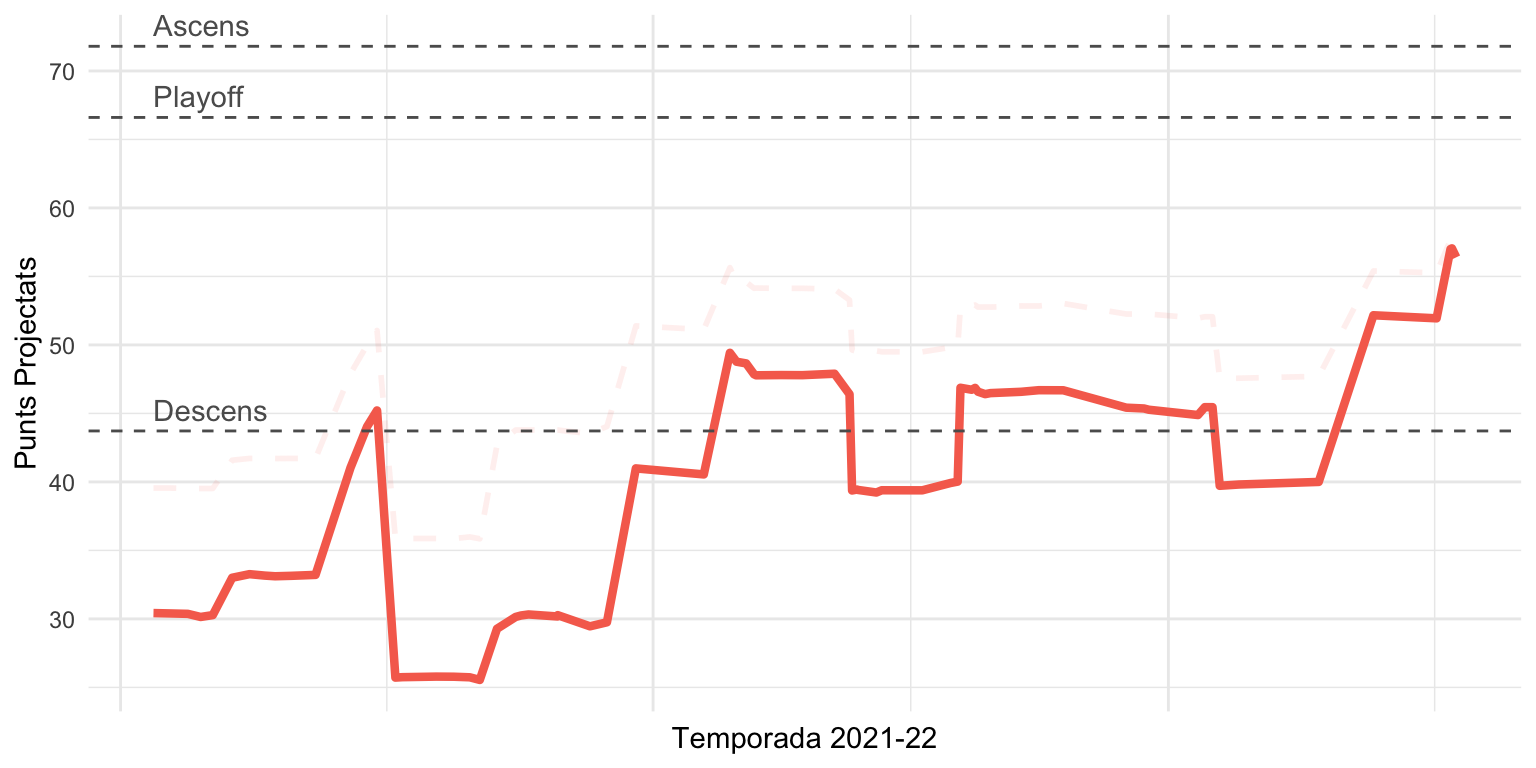 Ascens
70
Playoff
60
50
Descens
40
30
Punts Projectats
Temporada 2021-22